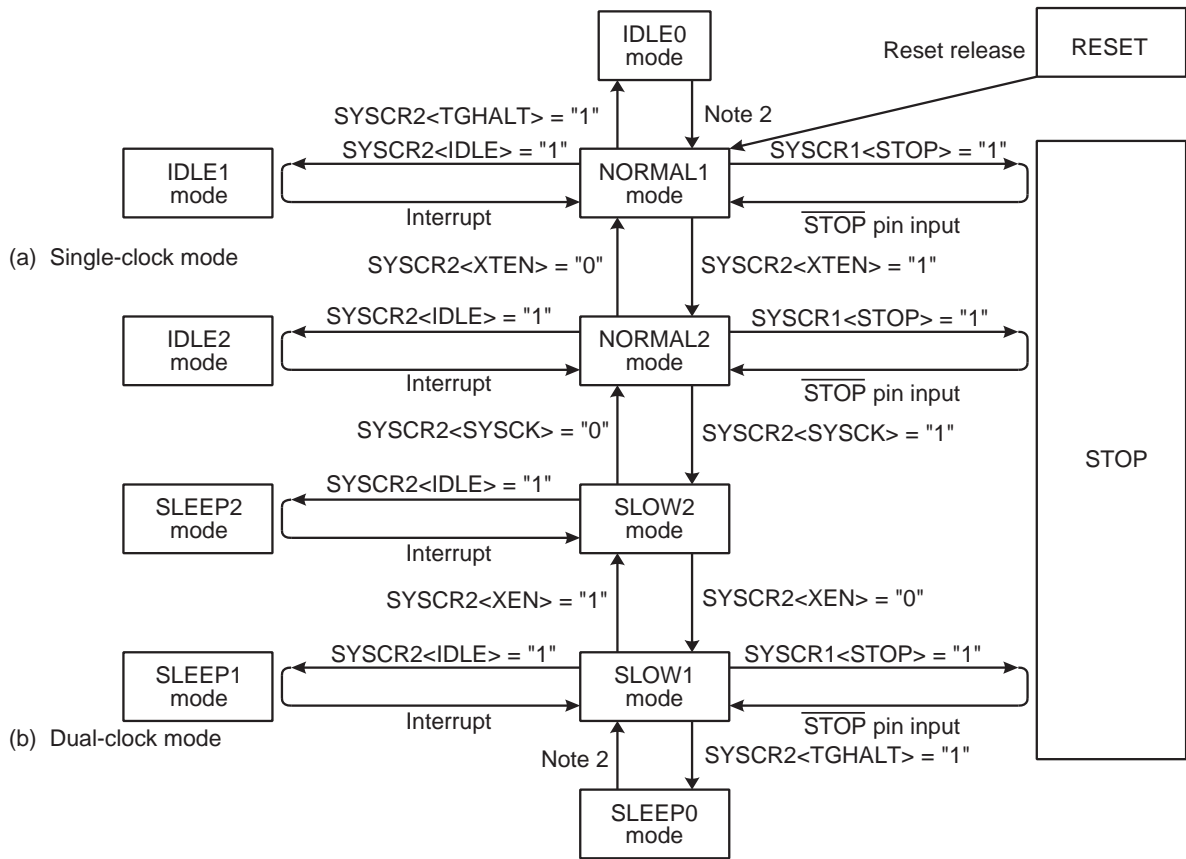 IDLE0
mode
Reset release
RESET
SYSCR2<TGHALT> = "1"
Note 2
IDLE1
mode
SYSCR2<IDLE> = "1"
Interrupt
NORMAL1
mode
SYSCR1<STOP> = "1"
STOP pin input
(a) Single-clock mode
SYSCR2<XTEN> = "0"
SYSCR2<XTEN> = "1"
IDLE2
mode
SYSCR2<IDLE> = "1"
Interrupt
NORMAL2
mode
SYSCR1<STOP> = "1"
STOP pin input
SYSCR2<SYSCK> = "0"
SYSCR2<SYSCK> = "1"
STOP
SLEEP2
mode
SYSCR2<IDLE> = "1"
Interrupt
SLOW2
mode
SYSCR2<XEN> = "1"
SYSCR2<XEN> = "0"
SLEEP1
mode
SYSCR2<IDLE> = "1"
Interrupt
SLOW1
mode
SYSCR1<STOP> = "1"
STOP pin input
(b) Dual-clock mode
Note 2
SYSCR2<TGHALT> = "1"
SLEEP0
mode